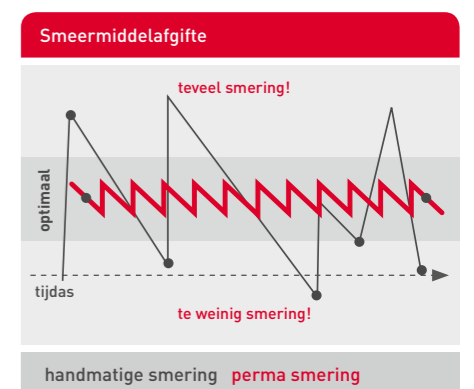 Smeermiddelafgifte
teveel smering!
optimaal
tijdas
te weinig smering!
handmatige smering perma smering